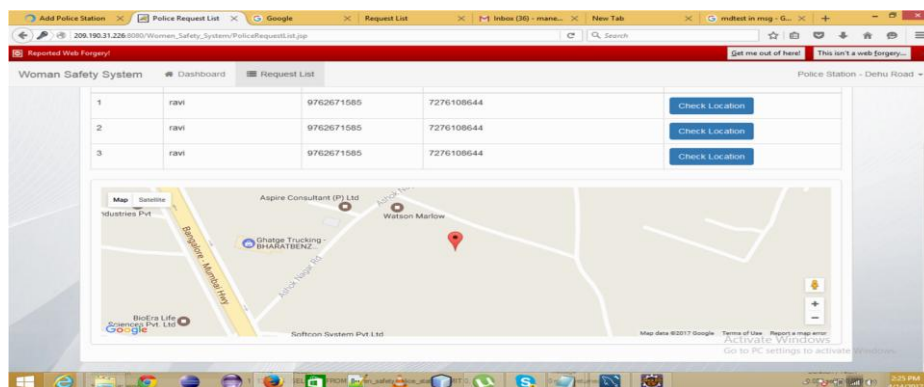 Add Police Station
Police Request List
Google
Request List
Inbox (36) - mane...
New Tab
mdtest in msg - G...
209.190.31.226:8080/Women_Safety_System/PoliceRequestList.jsp
Search
Reported Web Forgery!
Get me out of here!
This isn't a web forgery...
Woman Safety System
Dashboard
Request List
Police Station - Dehu Road
1 ravi 9762671585 7276108644 Check Location
2 ravi 9762671585 7276108644 Check Location
3 ravi 9762671585 7276108644 Check Location
Map Satellite
Aspire Consultant (P) Ltd
Industries Pvt
Watson Marlow
Ghatge Trucking -
BHARATBENZ...
Bangalore - Mumbai Hwy
Ashok Nagar Rd
BioEra Life
Sciences Pvt. Ltd
Google
Softcon System Pvt Ltd
Map data ©2017 Google Terms of Use Report a map error
Activate Windows
Go to PC settings to activate Windows.
2:25 PM